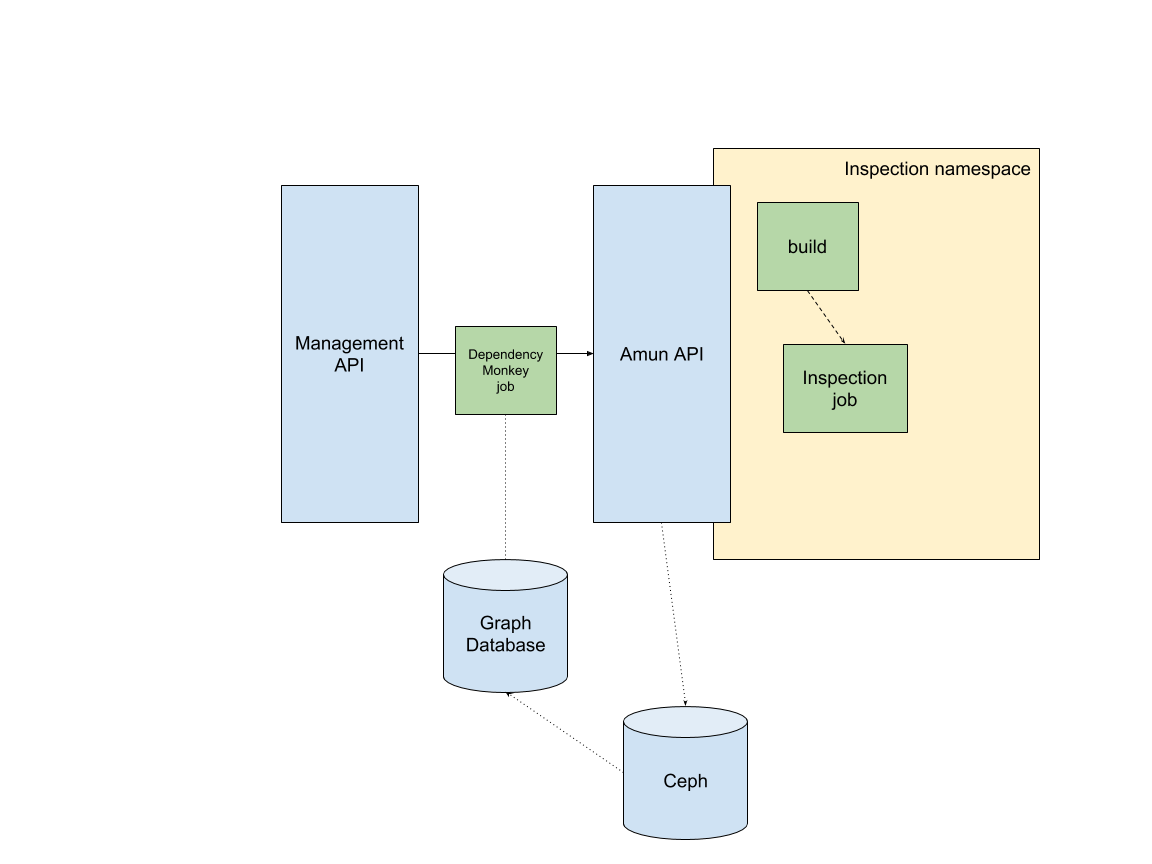 Inspection namespace
build
Management
API
Dependency
Monkey
job
Amun API
Inspection
job
Graph
Database
Ceph